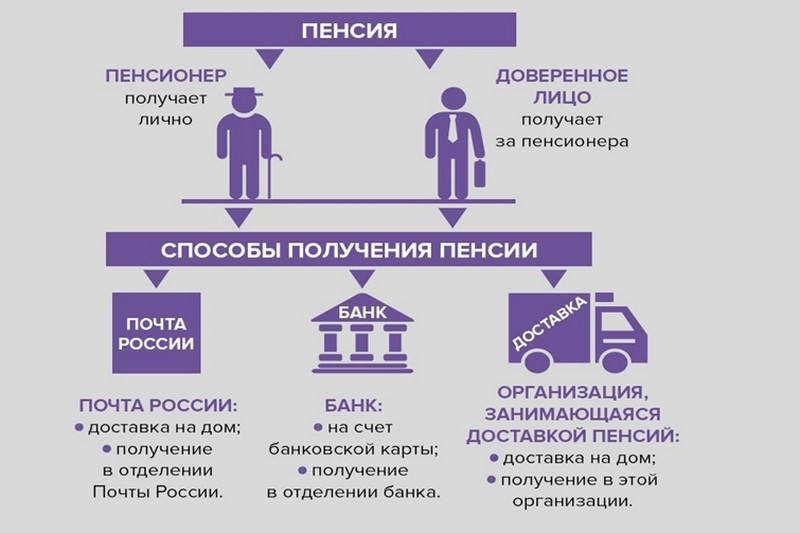 ПЕНСИЯ
ПЕНСИОНЕР
получает
лично
ДОВЕРЕННОЕ
ЛИЦО
получает
за пенсионера
СПОСОБЫ ПОЛУЧЕНИЯ ПЕНСИИ
ПОЧТА
РОССИИ
БАНК
ДОСТАВКА
ПОЧТА РОССИИ:
• доставка на дом;
• получение
в отделении
Почты России.
БАНК:
• на счет
банковской карты;
• получение
в отделении банка.
ОРГАНИЗАЦИЯ,
ЗАНИМАЮЩАЯСЯ
ДОСТАВКОЙ ПЕНСИЙ:
• доставка на дом;
• получение в этой
организации.